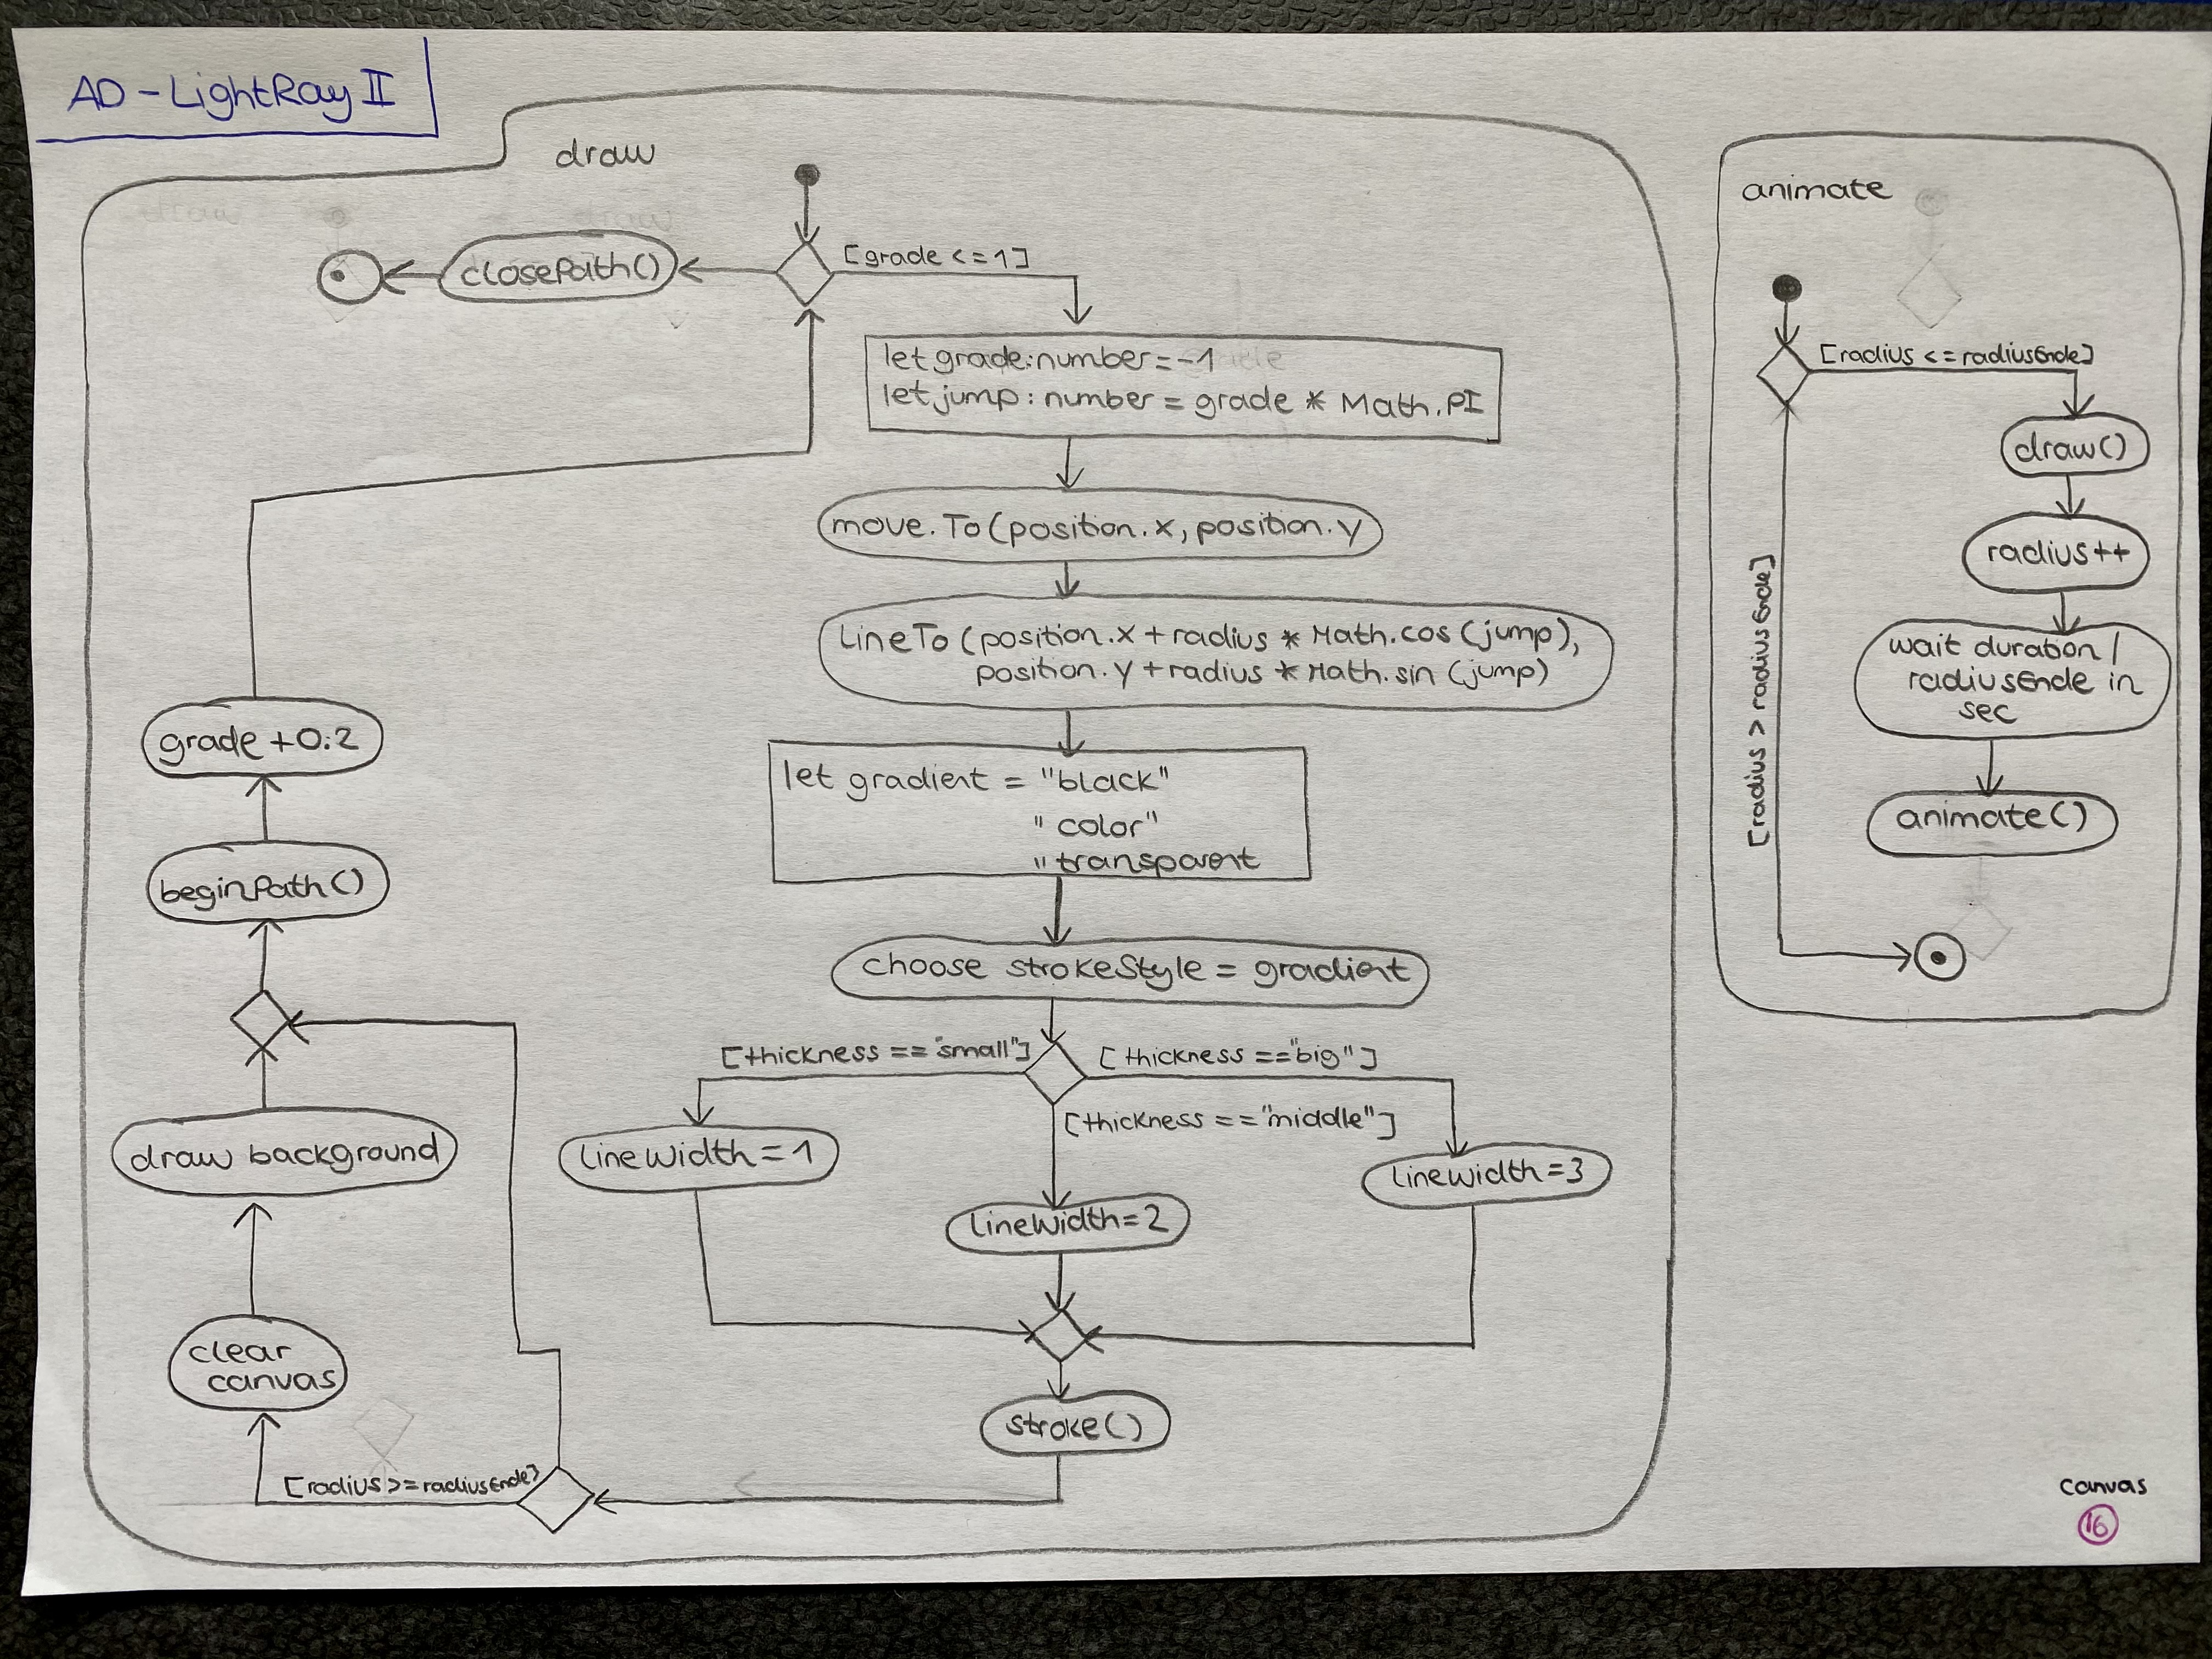 AD - LightRay II
draw
closePath()
[grade <= 1]
let grade: number = -1
let jump: number = grade * Math.PI
move.To (position.x, position.y
LineTo (position.x + radius * Math.cos (jump),
position.y + radius * Math.sin (jump)
let gradient = "black"
" color"
" transparent
choose strokeStyle = gradient
[thickness == "small"]
[thickness == "big"]
[thickness == "middle"]
lineWidth = 1
lineWidth = 2
lineWidth = 3
stroke()
[radius >= radiusEnde]
clear
canvas
draw background
beginPath()
grade + 0.2
animate
[radius <= radiusEnde]
draw()
radius++
wait duration /
radiusEnde in
sec
animate()
[radius > radiusEnde]
canvas
16